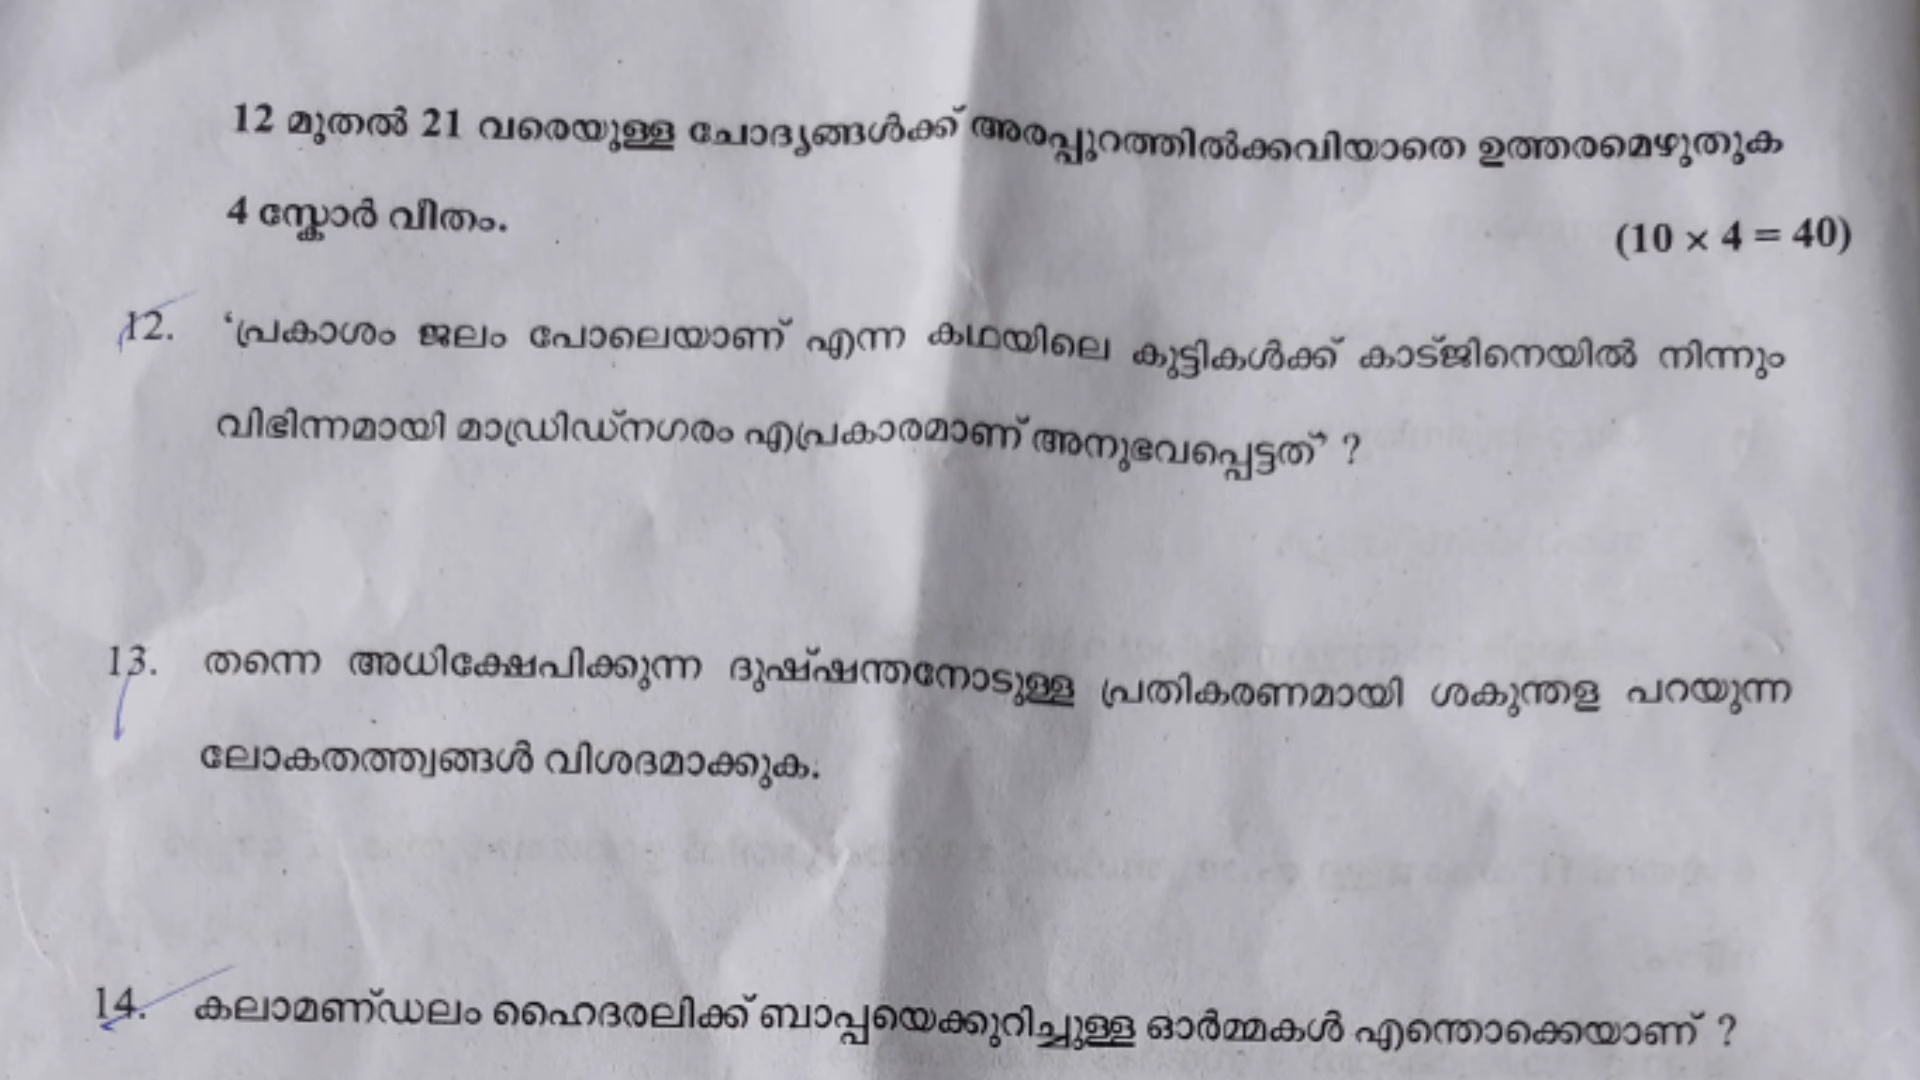 12 മുതൽ 21 വരെയുള്ള ചോദ്യങ്ങൾക്ക് അരപ്പുറത്തിൽക്കവിയാതെ ഉത്തരമെഴുതുക
4 സ്കോർ വീതം.
(10 × 4 = 40)
12. ‘പ്രകാശം ജലം പോലെയാണ് എന്ന കഥയിലെ കുട്ടികൾക്ക് കാട്ജിനെയിൽ നിന്നും
വിഭിന്നമായി മാഡ്രിഡ്നഗരം എപ്രകാരമാണ് അനുഭവപ്പെട്ടത്’ ?
13. തന്നെ അധിക്ഷേപിക്കുന്ന ദുഷ്ഷന്തനോടുള്ള പ്രതികരണമായി ശകുന്തള പറയുന്ന
ലോകതത്ത്വങ്ങൾ വിശദമാക്കുക.
14. കലാമണ്ഡലം ഹൈദരലിക്ക് ബാപ്പയെക്കുറിച്ചുള്ള ഓർമ്മകൾ എന്തൊക്കെയാണ് ?